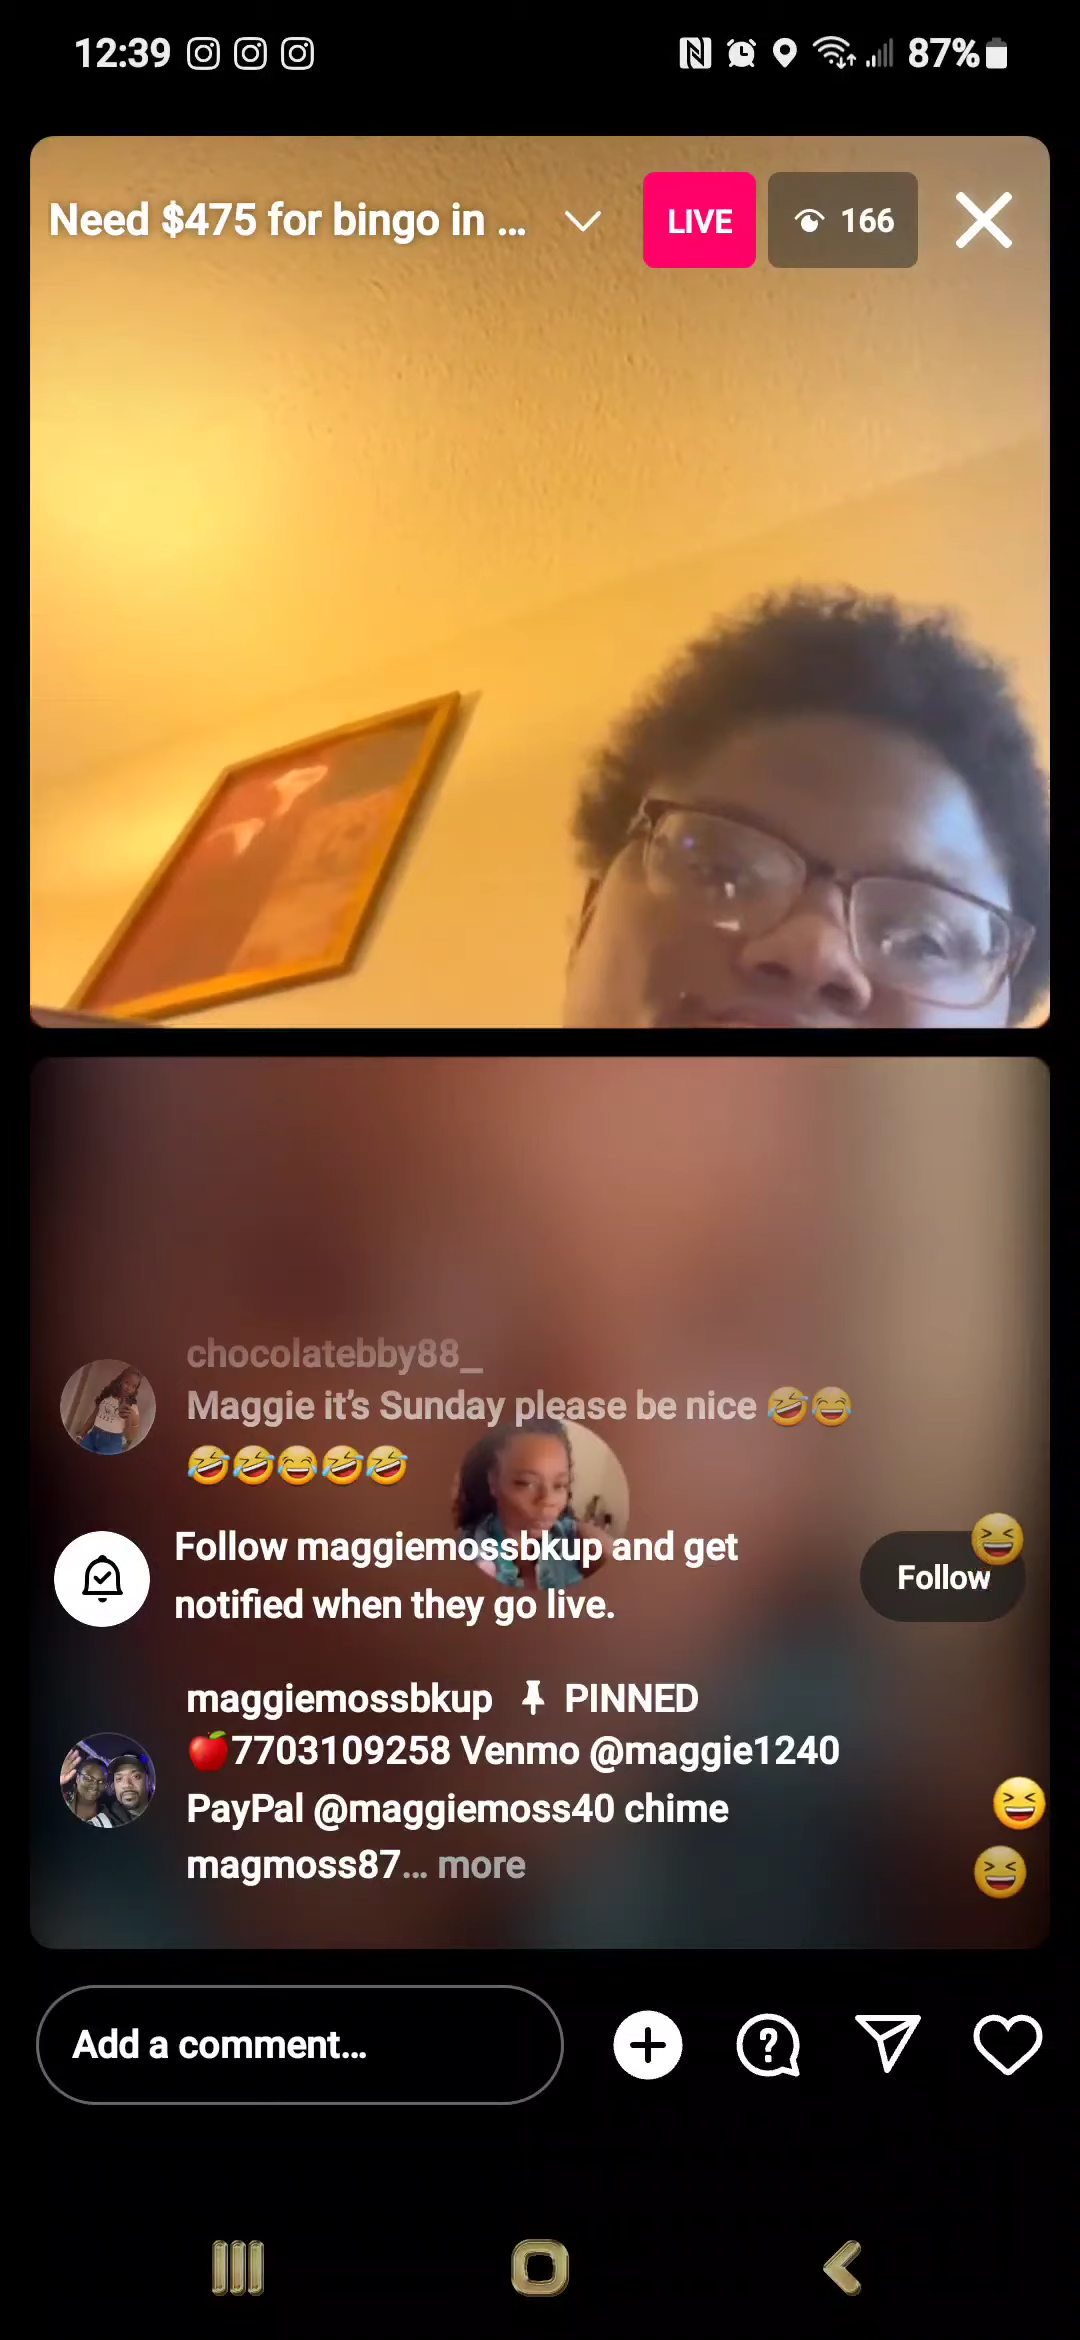 12:39
87%
Need $475 for bingo in ...
LIVE
166
chocolatebby88_
Maggie it’s Sunday please be nice 🤣😂
🤣🤣😂🤣🤣
Follow maggiemossbkup and get
notified when they go live.
Follow
maggiemossbkup PINNED
🍎7703109258 Venmo @maggie1240
PayPal @maggiemoss40 chime
magmoss87... more
Add a comment...